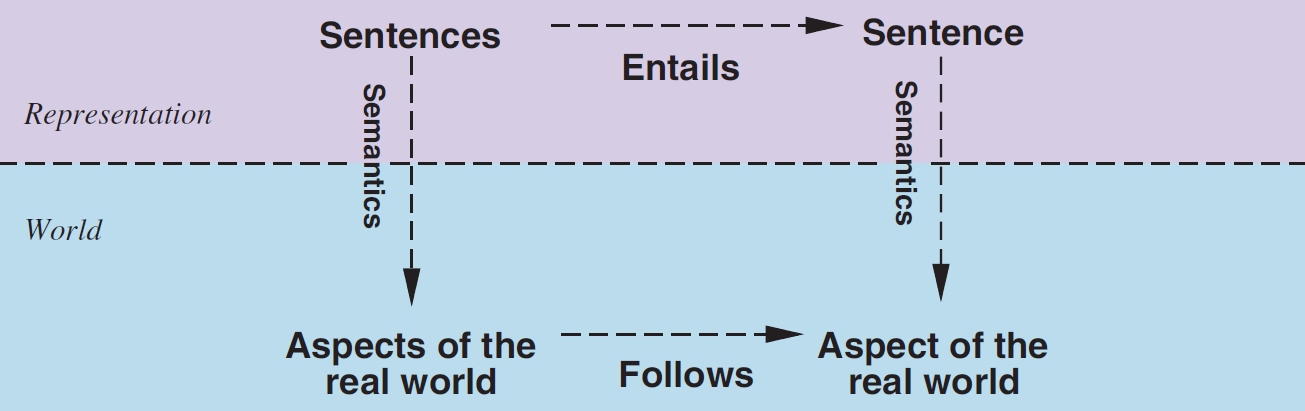 Sentences
Sentence
Entails
Semantics
Semantics
Representation
World
Aspects of the
real world
Follows
Aspect of the
real world